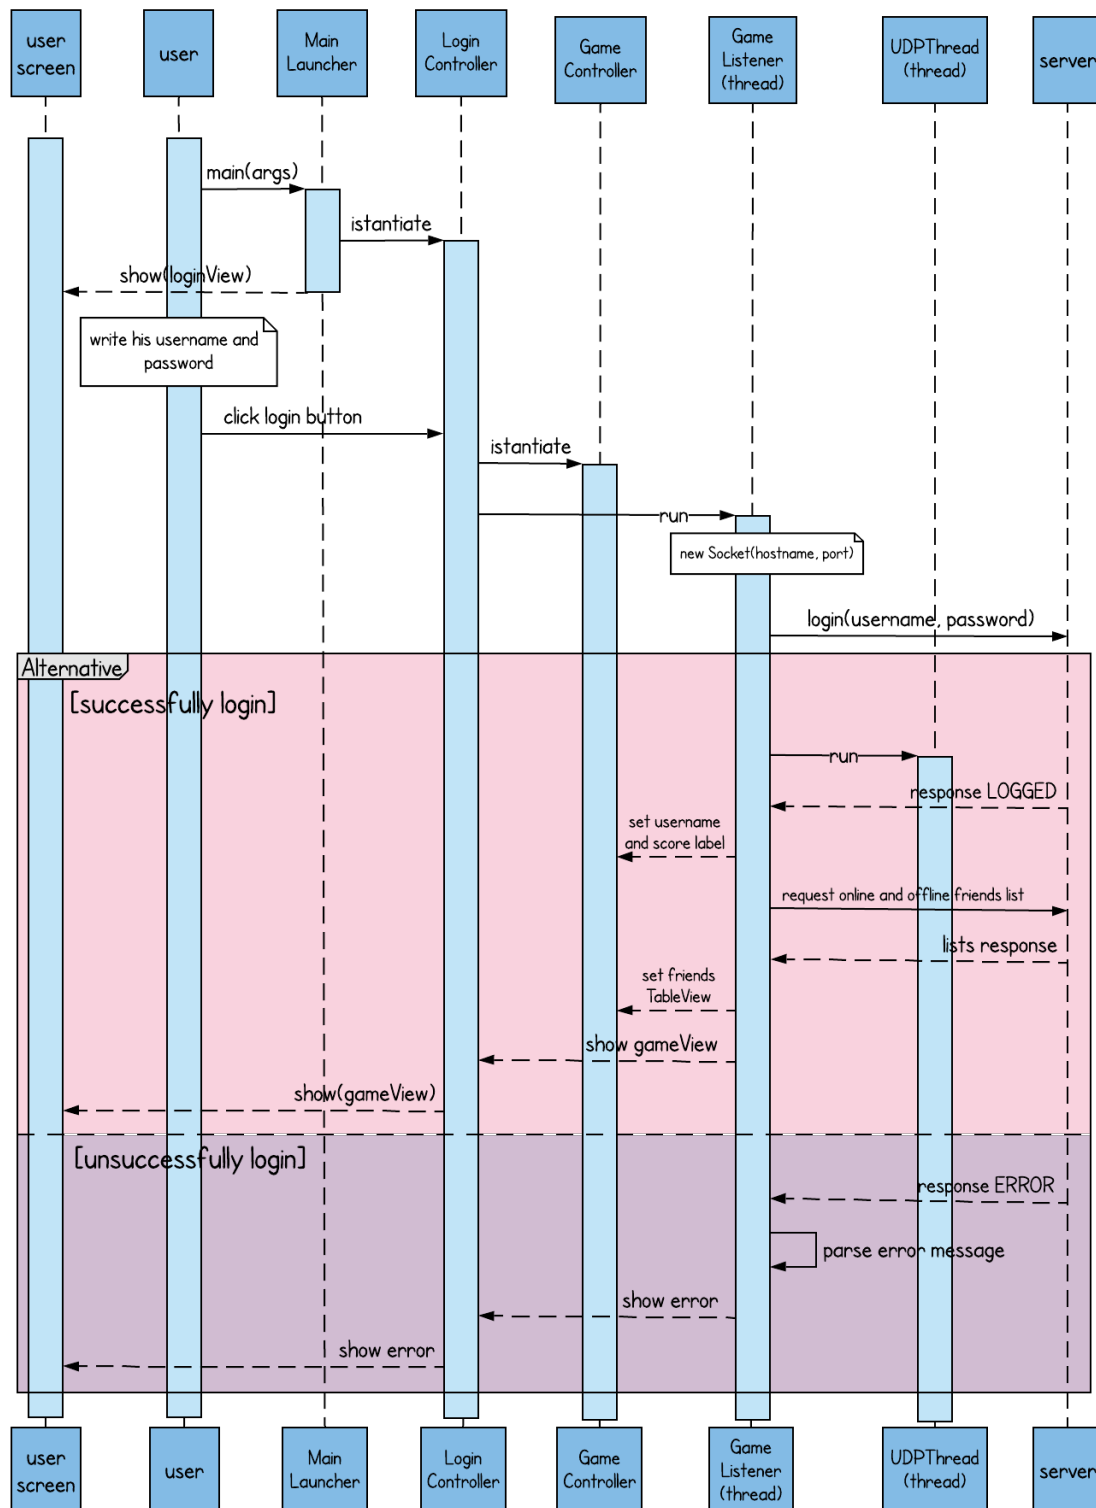 user
screen
user
Main
Launcher
Login
Controller
Game
Controller
Game
Listener
(thread)
UDPThread
(thread)
server
main(args)
istantiate
show(loginView)
write his username and
password
click login button
istantiate
run
new Socket(hostname, port)
login(username, password)
Alternative
[successfully login]
run
response LOGGED
set username
and score label
request online and offline friends list
lists response
set friends
TableView
show gameView
show(gameView)
[unsuccessfully login]
response ERROR
parse error message
show error
show error
user
screen
user
Main
Launcher
Login
Controller
Game
Controller
Game
Listener
(thread)
UDPThread
(thread)
server